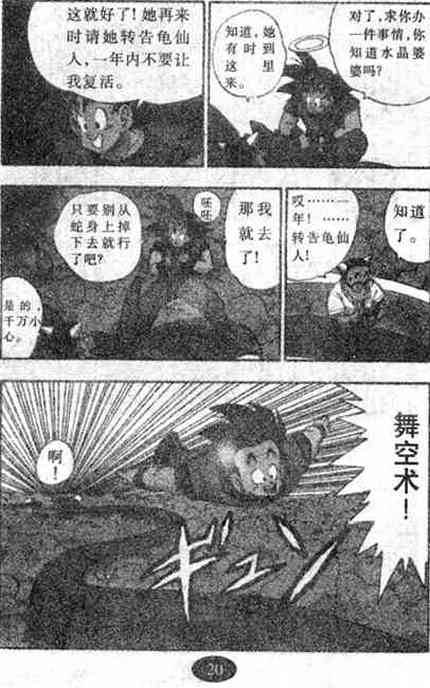 对了，求你办
一件事情，你
知道水晶婆
婆吗？
知道，她
有时到
这里
来。
这就好了！她再来
时请她转告龟仙
人，一年内不要让
我复活。
知道
了。
哎……一
年！……
转告龟仙
人！
那我
就去
了！
呸
呸
只要别从
蛇身上掉
下去就行
了吧？
是的，
千万小
心。
舞空术！
啊！
ギュン
20